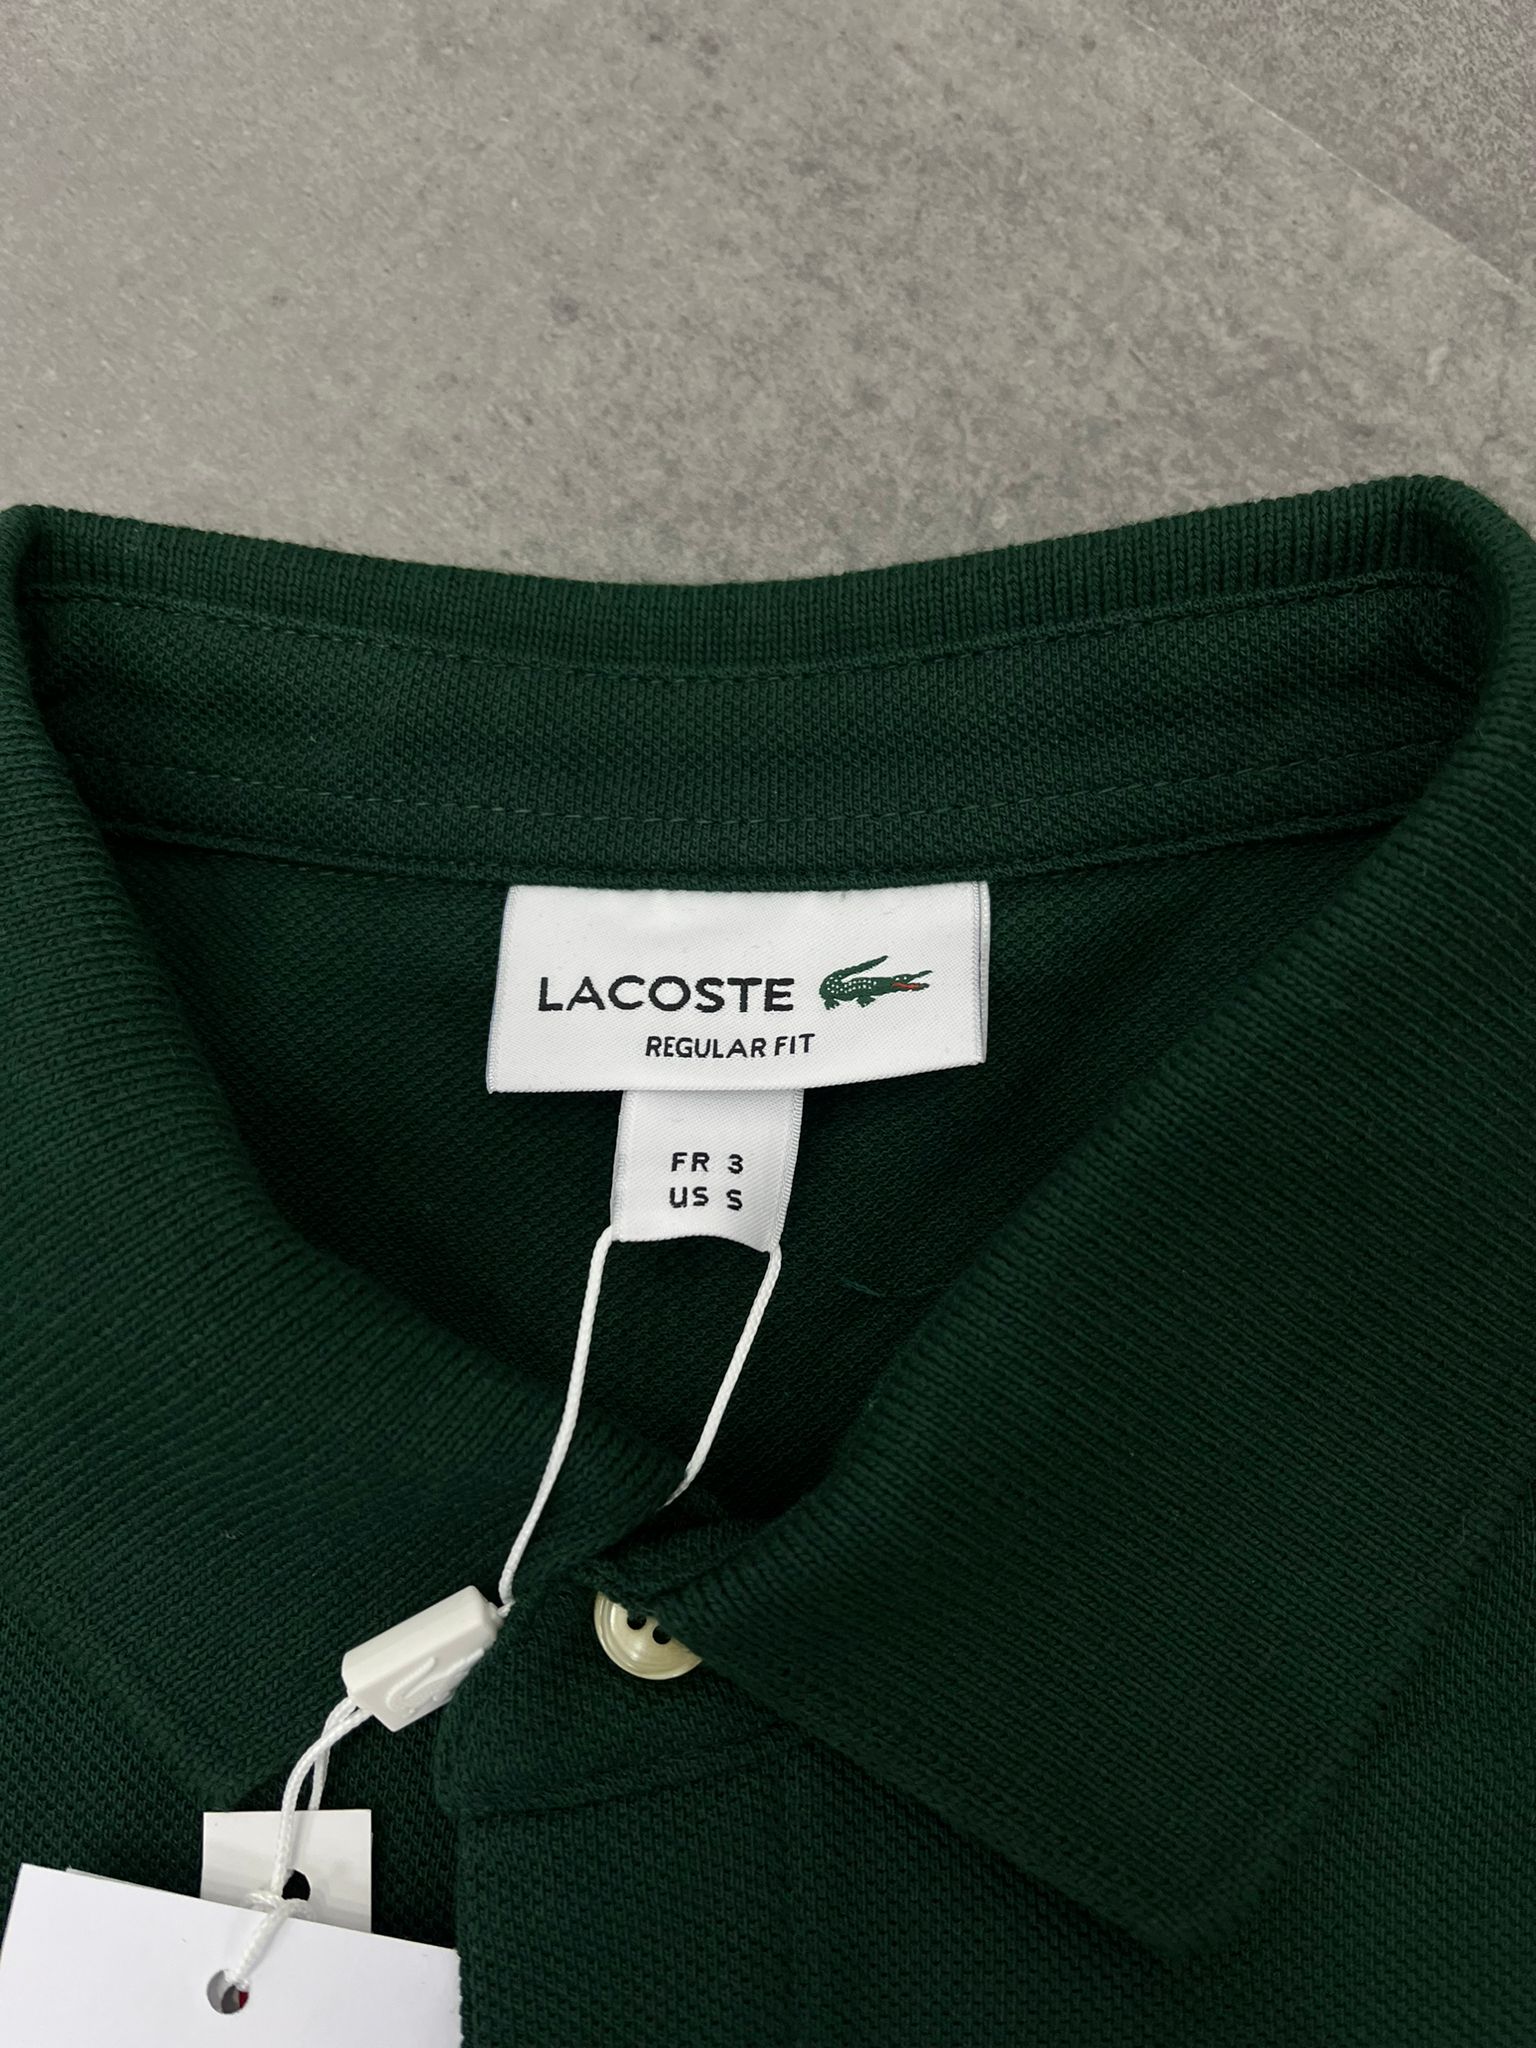 LACOSTE
REGULAR FIT
FR 3
US S